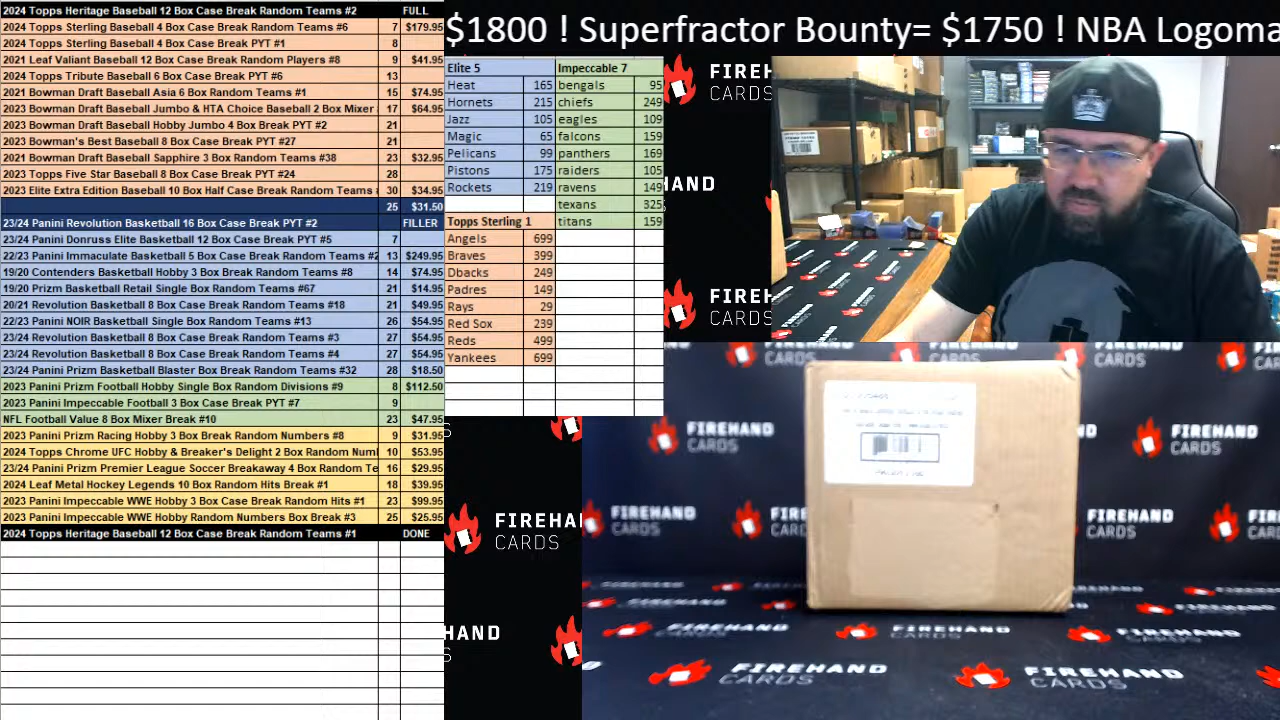 2024 Topps Heritage Baseball 12 Box Case Break Random Teams #2 FULL
2024 Topps Sterling Baseball 4 Box Case Break Random Teams #6 7 $179.95
2024 Topps Sterling Baseball 4 Box Case Break PYT #1 8
2021 Leaf Valiant Baseball 12 Box Case Break Random Players #8 9 $41.95
2024 Topps Tribute Baseball 6 Box Case Break PYT #6 13
2021 Bowman Draft Baseball Asia 6 Box Random Teams #1 15 $74.95
2023 Bowman Draft Baseball Jumbo & HTA Choice Baseball 2 Box Mixer 17 $64.95
2023 Bowman Draft Baseball Hobby Jumbo 4 Box Break PYT #2 21
2023 Bowman's Best Baseball 8 Box Case Break PYT #27 21
2021 Bowman Draft Baseball Sapphire 3 Box Random Teams #38 23 $32.95
2023 Topps Five Star Baseball 8 Box Case Break PYT #24 28
2023 Elite Extra Edition Baseball 10 Box Half Case Break Random Teams 30 $34.95
25 $31.50
23/24 Panini Revolution Basketball 16 Box Case Break PYT #2 FILLER
23/24 Panini Donruss Elite Basketball 12 Box Case Break PYT #5 7
22/23 Panini Immaculate Basketball 5 Box Case Break Random Teams #2 13 $249.95
19/20 Contenders Basketball Hobby 3 Box Break Random Teams #8 14 $74.95
19/20 Prizm Basketball Retail Single Box Random Teams #67 21 $14.95
20/21 Revolution Basketball 8 Box Case Break Random Teams #18 21 $49.95
22/23 Panini NOIR Basketball Single Box Random Teams #13 26 $54.95
23/24 Revolution Basketball 8 Box Case Break Random Teams #3 27 $54.95
23/24 Revolution Basketball 8 Box Case Break Random Teams #4 27 $54.95
23/24 Panini Prizm Basketball Blaster Box Break Random Teams #32 28 $18.50
2023 Panini Prizm Football Hobby Single Box Random Divisions #9 8 $112.50
2023 Panini Impeccable Football 3 Box Case Break PYT #7 9
NFL Football Value 8 Box Mixer Break #10 23 $47.95
2023 Panini Prizm Racing Hobby 3 Box Break Random Numbers #8 9 $31.95
2024 Topps Chrome UFC Hobby & Breaker's Delight 2 Box Random Num 10 $53.95
23/24 Panini Prizm Premier League Soccer Breakaway 4 Box Random Te 16 $29.95
2024 Leaf Metal Hockey Legends 10 Box Random Hits Break #1 18 $39.95
2023 Panini Impeccable WWE Hobby 3 Box Case Break Random Hits #1 23 $99.95
2023 Panini Impeccable WWE Hobby Random Numbers Box Break #3 25 $25.95
2024 Topps Heritage Baseball 12 Box Case Break Random Teams #1 DONE
$1800 ! Superfractor Bounty= $1750 ! NBA Logoma
Elite 5 Impeccable 7
Heat 165 bengals 95
Hornets 215 chiefs 249
Jazz 105 eagles 109
Magic 65 falcons 159
Pelicans 99 panthers 169
Pistons 175 raiders 105
Rockets 219 ravens 149
texans 325
Topps Sterling 1 titans 159
Angels 699
Braves 399
Dbacks 249
Padres 149
Rays 29
Red Sox 239
Reds 499
Yankees 699
FIREH
CARDS
HAND
FIREH
CARDS
FIREHA
CARDS
HAND
FIREHAND
CARDS
FIREHAND
CARDS
FIREHAND
CARDS
FIREHAND
CARDS
FIREHAND
CARDS
FIREHAND
CARDS
FIREHAND
CARDS
FIREHAND
CARDS